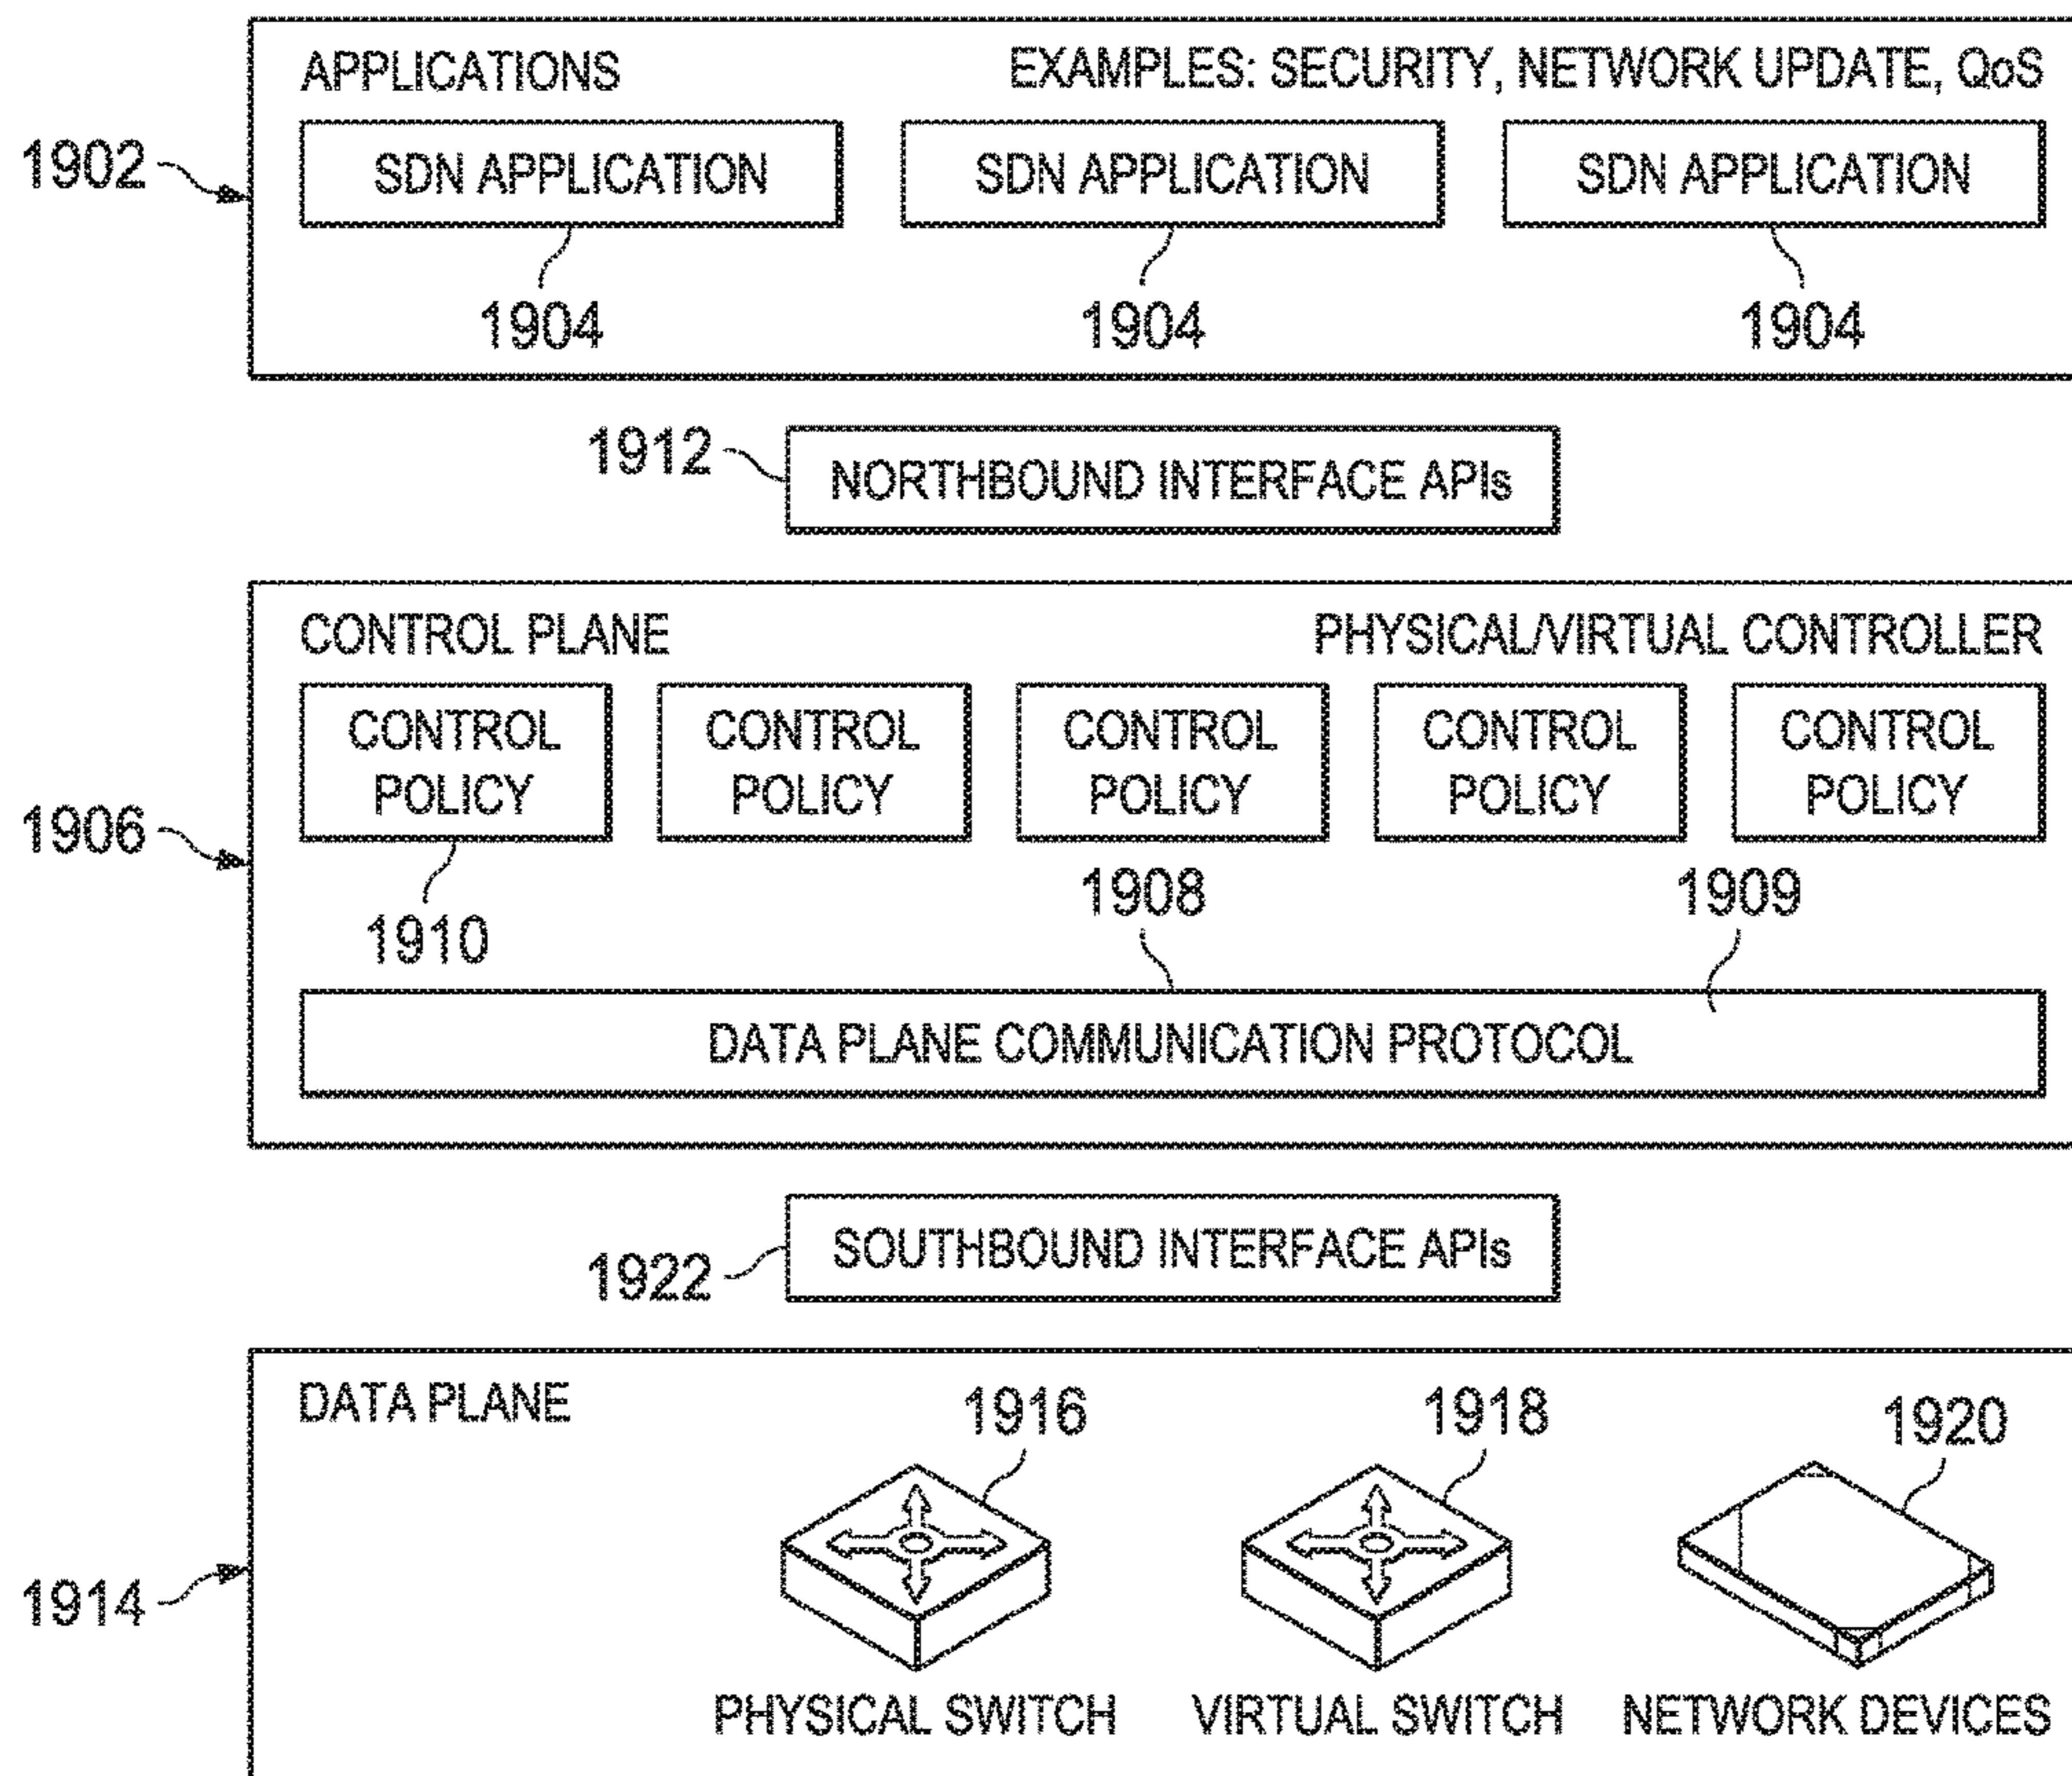 APPLICATIONS EXAMPLES: SECURITY, NETWORK UPDATE, QoS
1902
SDN APPLICATION SDN APPLICATION SDN APPLICATION
1904 1904 1904
1912 NORTHBOUND INTERFACE APIs
CONTROL PLANE PHYSICAL/VIRTUAL CONTROLLER
CONTROL CONTROL CONTROL CONTROL CONTROL
POLICY POLICY POLICY POLICY POLICY
1906
1908 1909
1910
DATA PLANE COMMUNICATION PROTOCOL
SOUTHBOUND INTERFACE APIs
1922
DATA PLANE 1916 1918 1920
1914
PHYSICAL SWITCH VIRTUAL SWITCH NETWORK DEVICES